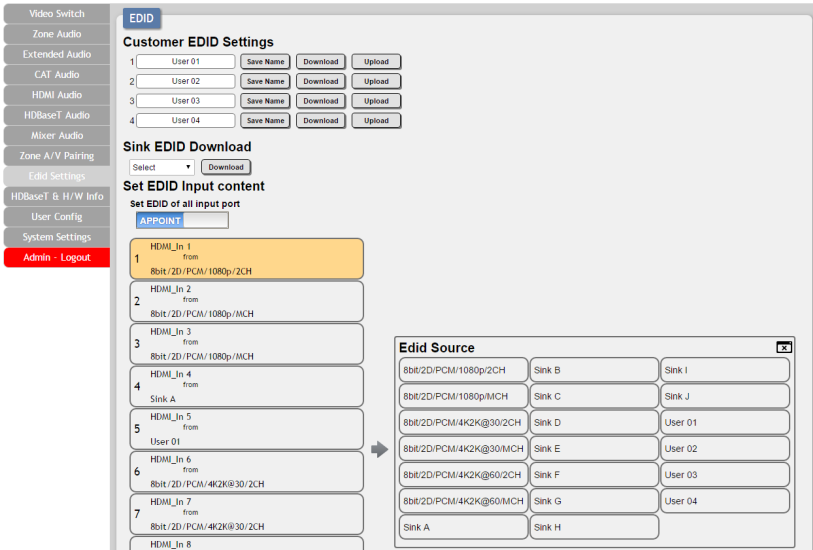 Video Switch
Zone Audio
Extended Audio
CAT Audio
HDMI Audio
HDBaseT Audio
Mixer Audio
Zone A/V Pairing
Edid Settings
HDBaseT & H/W Info
User Config
System Settings
Admin - Logout
EDID
Customer EDID Settings
1 User 01 Save Name Download Upload
2 User 02 Save Name Download Upload
3 User 03 Save Name Download Upload
4 User 04 Save Name Download Upload
Sink EDID Download
Select Download
Set EDID Input content
Set EDID of all input port
APPOINT
HDMI_In 1
1 from
8bit/2D/PCM/1080p/2CH
HDMI_In 2
2 from
8bit/2D/PCM/1080p/MCH
HDMI_In 3
3 from
8bit/2D/PCM/1080p/MCH
HDMI_In 4
4 from
Sink A
HDMI_In 5
5 from
User 01
HDMI_In 6
6 from
8bit/2D/PCM/4K2K@30/2CH
HDMI_In 7
7 from
8bit/2D/PCM/4K2K@30/2CH
HDMI_In 8
Edid Source
8bit/2D/PCM/1080p/2CH Sink B Sink I
8bit/2D/PCM/1080p/MCH Sink C Sink J
8bit/2D/PCM/4K2K@30/2CH Sink D User 01
8bit/2D/PCM/4K2K@30/MCH Sink E User 02
8bit/2D/PCM/4K2K@60/2CH Sink F User 03
8bit/2D/PCM/4K2K@60/MCH Sink G User 04
Sink A Sink H